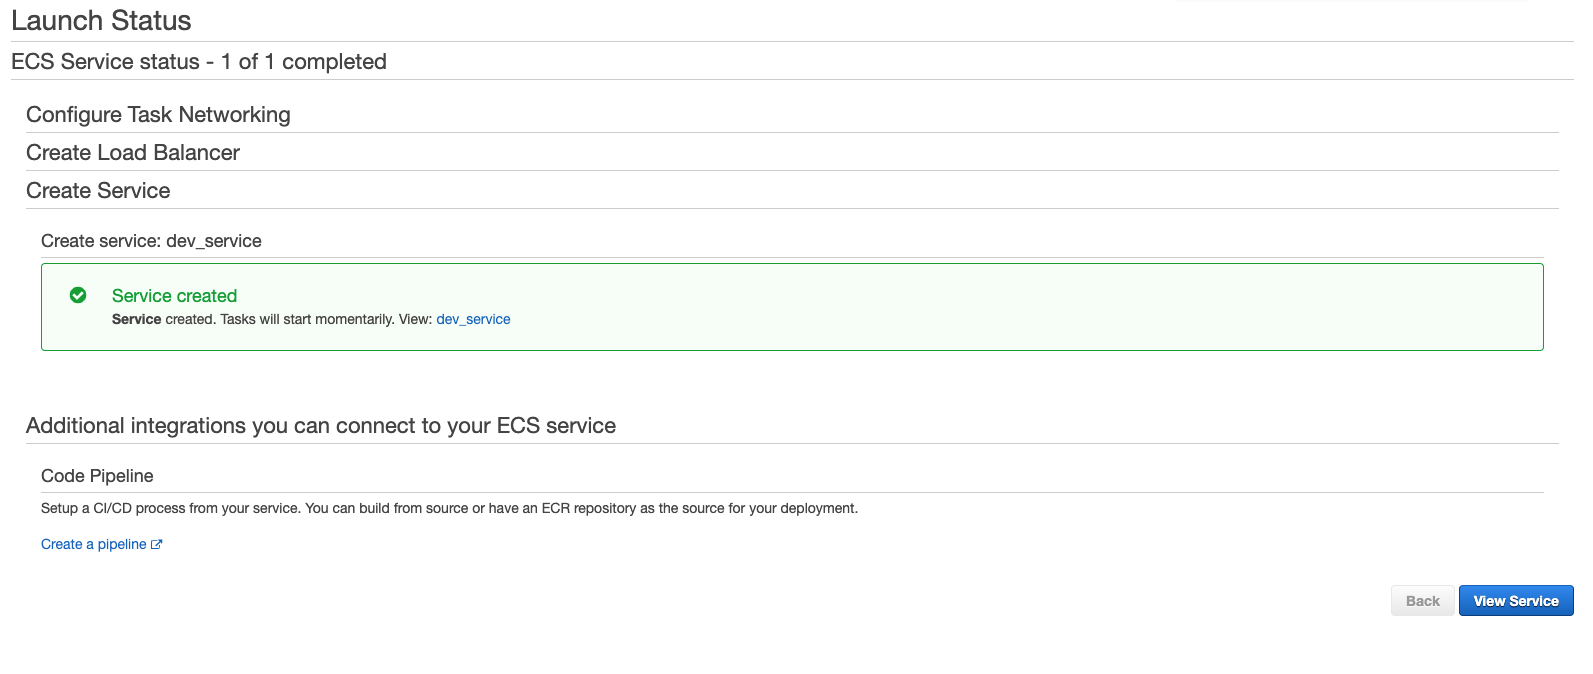 Launch Status
ECS Service status - 1 of 1 completed
Configure Task Networking
Create Load Balancer
Create Service
Create service: dev_service
Service created
Service created. Tasks will start momentarily. View: dev_service
Additional integrations you can connect to your ECS service
Code Pipeline
Setup a CI/CD process from your service. You can build from source or have an ECR repository as the source for your deployment.
Create a pipeline
Back
View Service